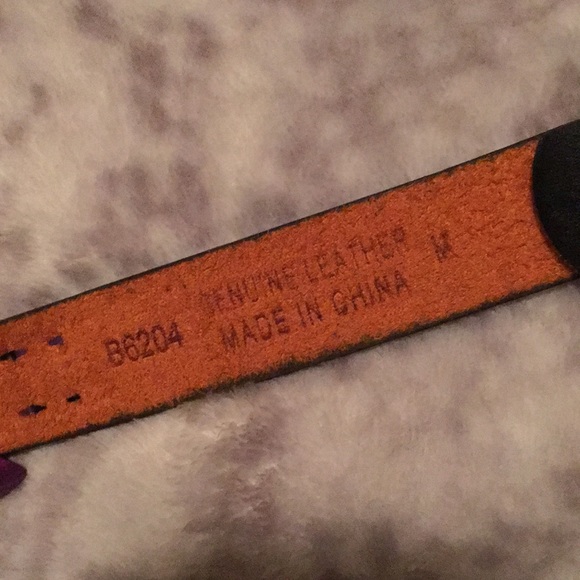 B6204
GENUINE LEATHER
MADE IN CHINA
M